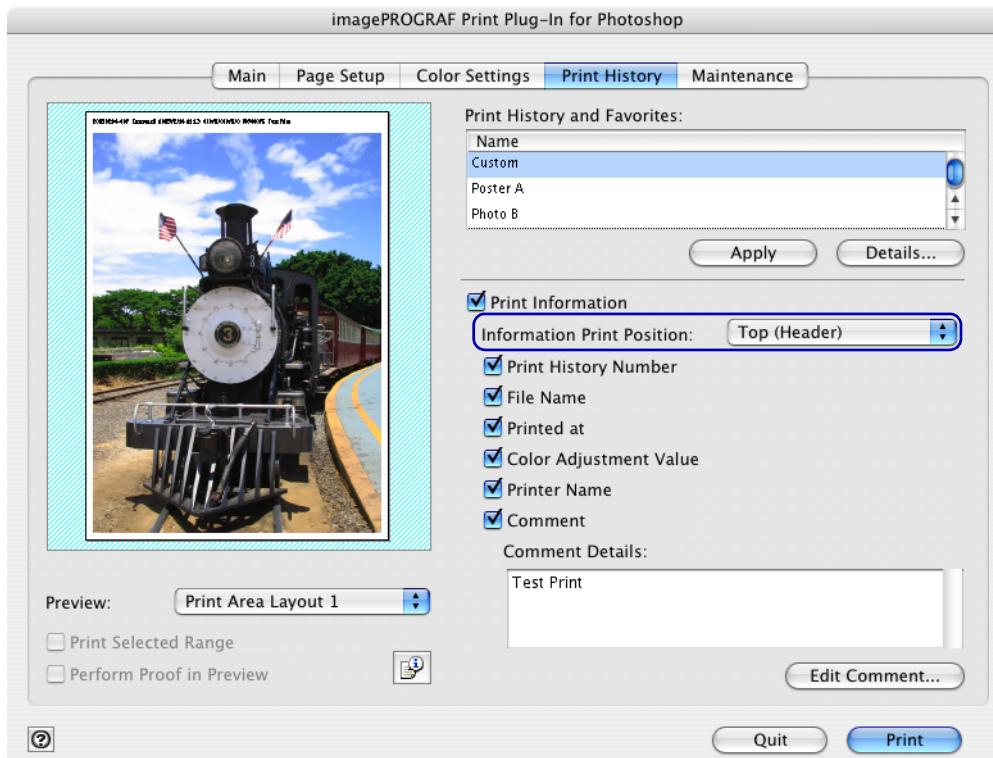 imagePROGRAF Print Plug-In for Photoshop
Main Page Setup Color Settings Print History Maintenance
Print History and Favorites:
Name
Custom
Poster A
Photo B
Apply Details...
Print Information
Information Print Position: Top (Header)
Print History Number
File Name
Printed at
Color Adjustment Value
Printer Name
Comment
Comment Details:
Test Print
Edit Comment...
3
Preview: Print Area Layout 1
Print Selected Range
Perform Proof in Preview
?
Quit Print